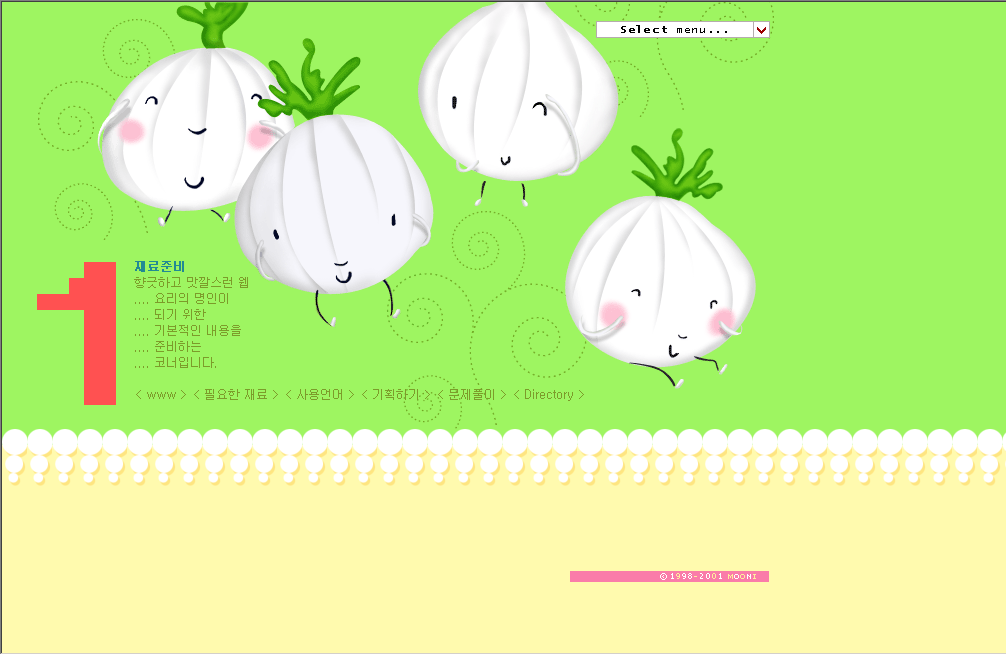 Select menu...
1
재료준비
향긋하고 맛깔스런 웹
.... 요리의 명인이
.... 되기 위한
.... 기본적인 내용을
.... 준비하는
.... 코너입니다.
< www > < 필요한 재료 > < 사용언어 > < 기획하기 > < 문제풀이 > < Directory >
© 1998-2001 MOONI